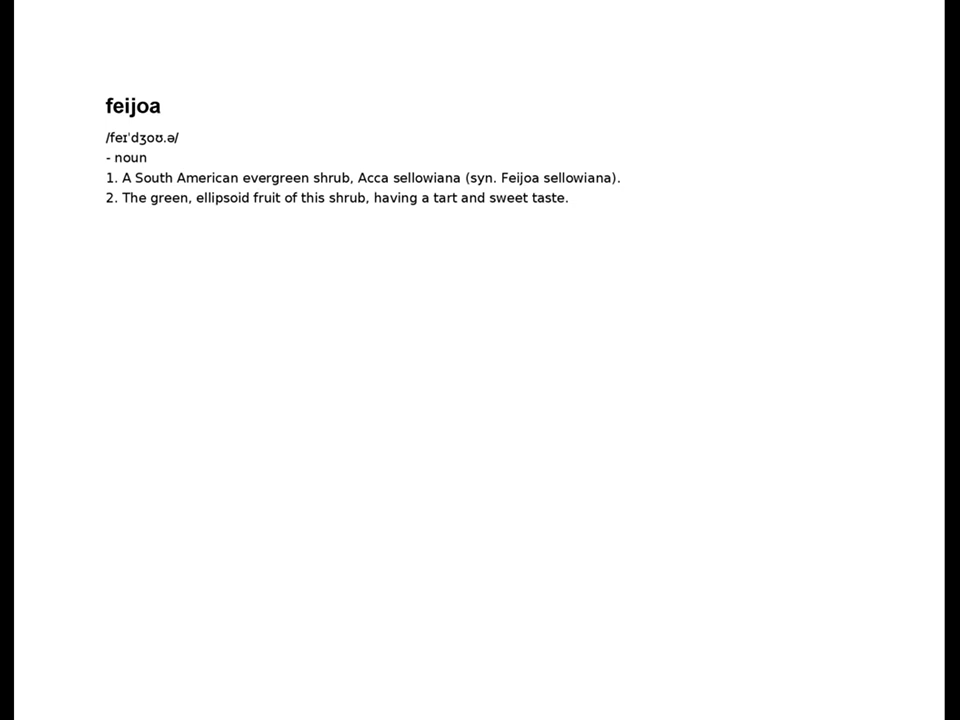 feijoa
/feɪˈdʒoʊ.ə/
- noun
1. A South American evergreen shrub, Acca sellowiana (syn. Feijoa sellowiana).
2. The green, ellipsoid fruit of this shrub, having a tart and sweet taste.